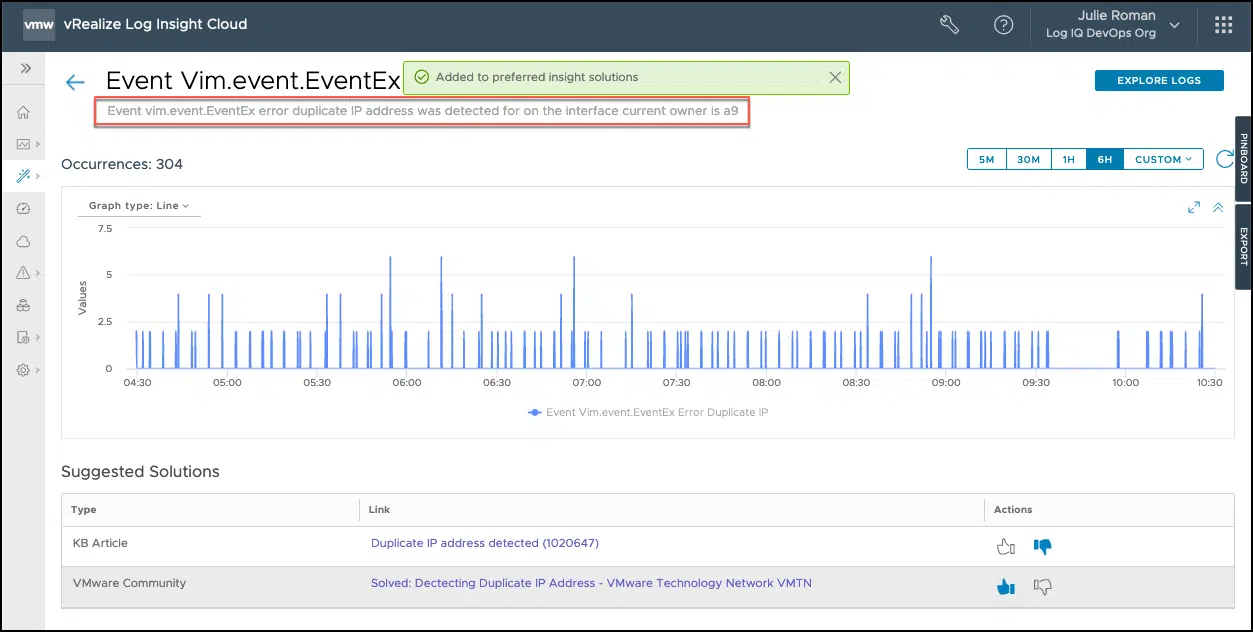 vmw vRealize Log Insight Cloud
Julie Roman
Log IQ DevOps Org
Event Vim.event.EventEx
Added to preferred insight solutions
EXPLORE LOGS
Event vim.event.EventEx error duplicate IP address was detected for on the interface current owner is a9
PINBOARD
EXPORT
Occurrences: 304
5M 30M 1H 6H CUSTOM
Graph type: Line
Values
7.5
5
2.5
0
04:30 05:00 05:30 06:00 06:30 07:00 07:30 08:00 08:30 09:00 09:30 10:00 10:30
Event Vim.event.EventEx Error Duplicate IP
Suggested Solutions
Type Link Actions
KB Article Duplicate IP address detected (1020647)
VMware Community Solved: Dectecting Duplicate IP Address - VMware Technology Network VMTN